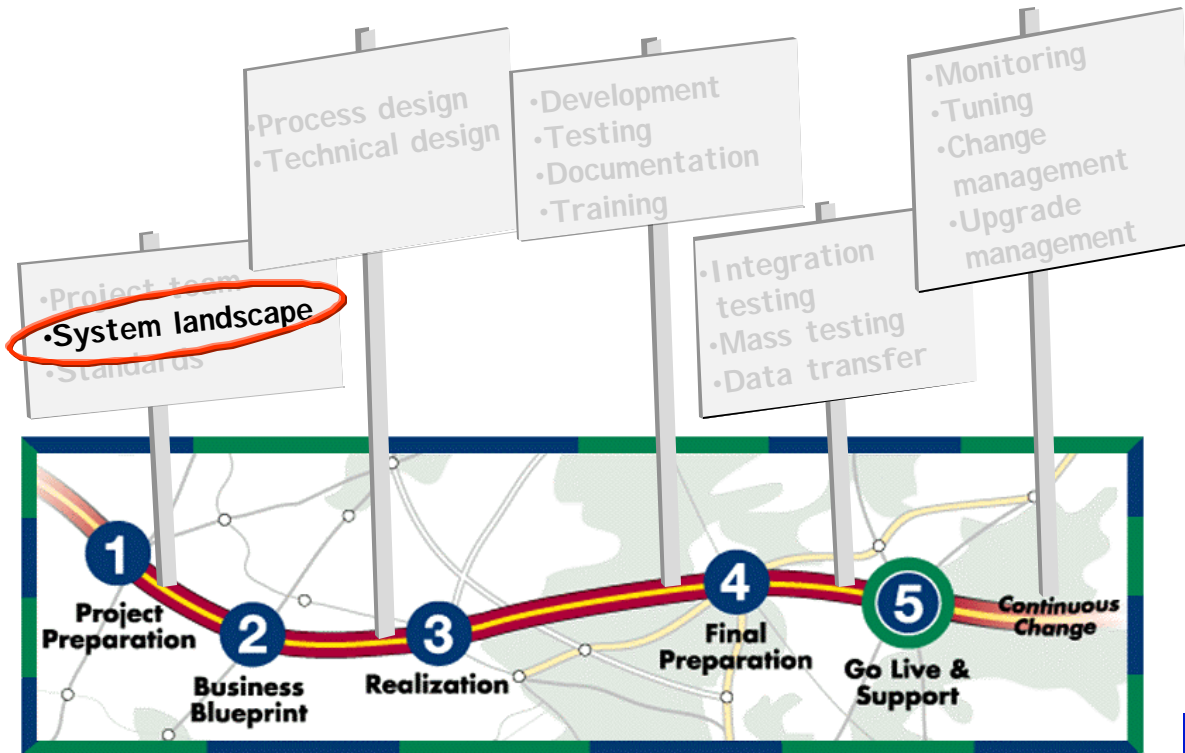 •Project team
•System landscape
•Standards
•Process design
•Technical design
•Development
•Testing
•Documentation
•Training
•Integration
testing
•Mass testing
•Data transfer
•Monitoring
•Tuning
•Change
management
•Upgrade
management
1
Project
Preparation
2
Business
Blueprint
3
Realization
4
Final
Preparation
5
Go Live &
Support
Continuous
Change